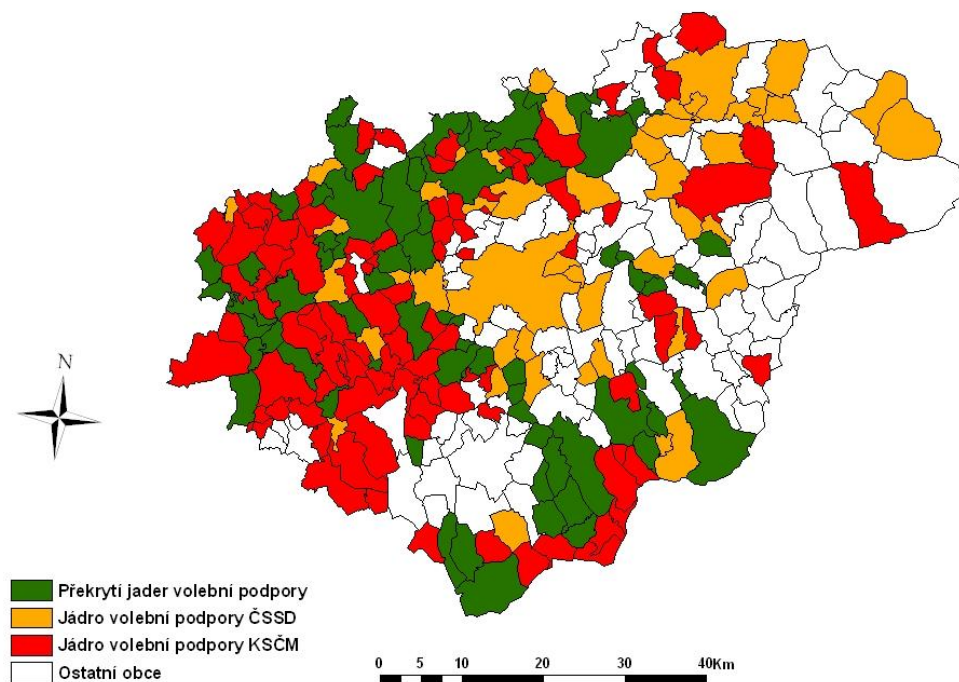 N
Překrytí jader volební podpory
Jádro volební podpory ČSSD
Jádro volební podpory KSČM
Ostatní obce
0 5 10 20 30 40Km